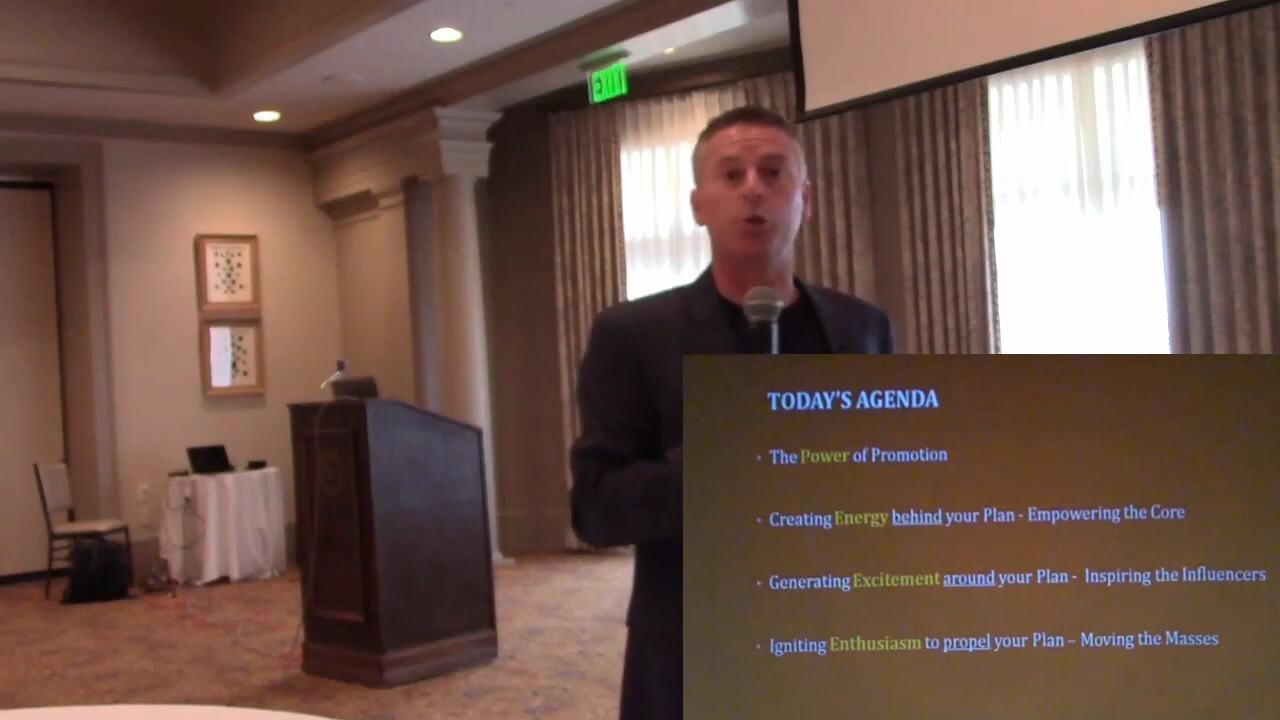 EXIT
TODAY'S AGENDA
• The Power of Promotion
• Creating Energy behind your Plan - Empowering the Core
• Generating Excitement around your Plan - Inspiring the Influencers
• Igniting Enthusiasm to propel your Plan – Moving the Masses